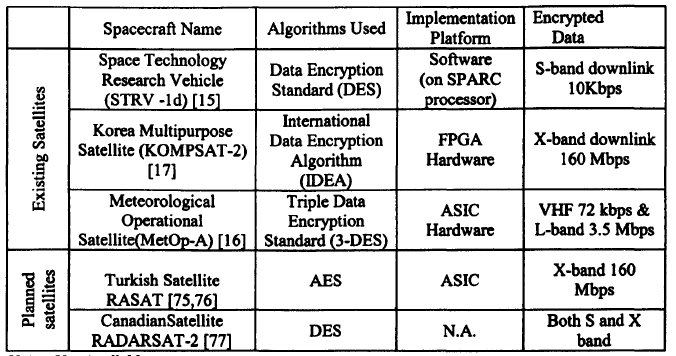 Spacecraft Name
Algorithms Used
Implementation
Platform
Encrypted
Data
Existing Satellites
Space Technology
Research Vehicle
(STRV -1d) [15]
Data Encryption
Standard (DES)
Software
(on SPARC
processor)
S-band downlink
10Kbps
Korea Multipurpose
Satellite (KOMPSAT-2)
[17]
International
Data Encryption
Algorithm
(IDEA)
FPGA
Hardware
X-band downlink
160 Mbps
Meteorological
Operational
Satellite(MetOp-A) [16]
Triple Data
Encryption
Standard (3-DES)
ASIC
Hardware
VHF 72 kbps &
L-band 3.5 Mbps
Planned
satellites
Turkish Satellite
RASAT [75,76]
AES
ASIC
X-band 160
Mbps
CanadianSatellite
RADARSAT-2 [77]
DES
N.A.
Both S and X
band